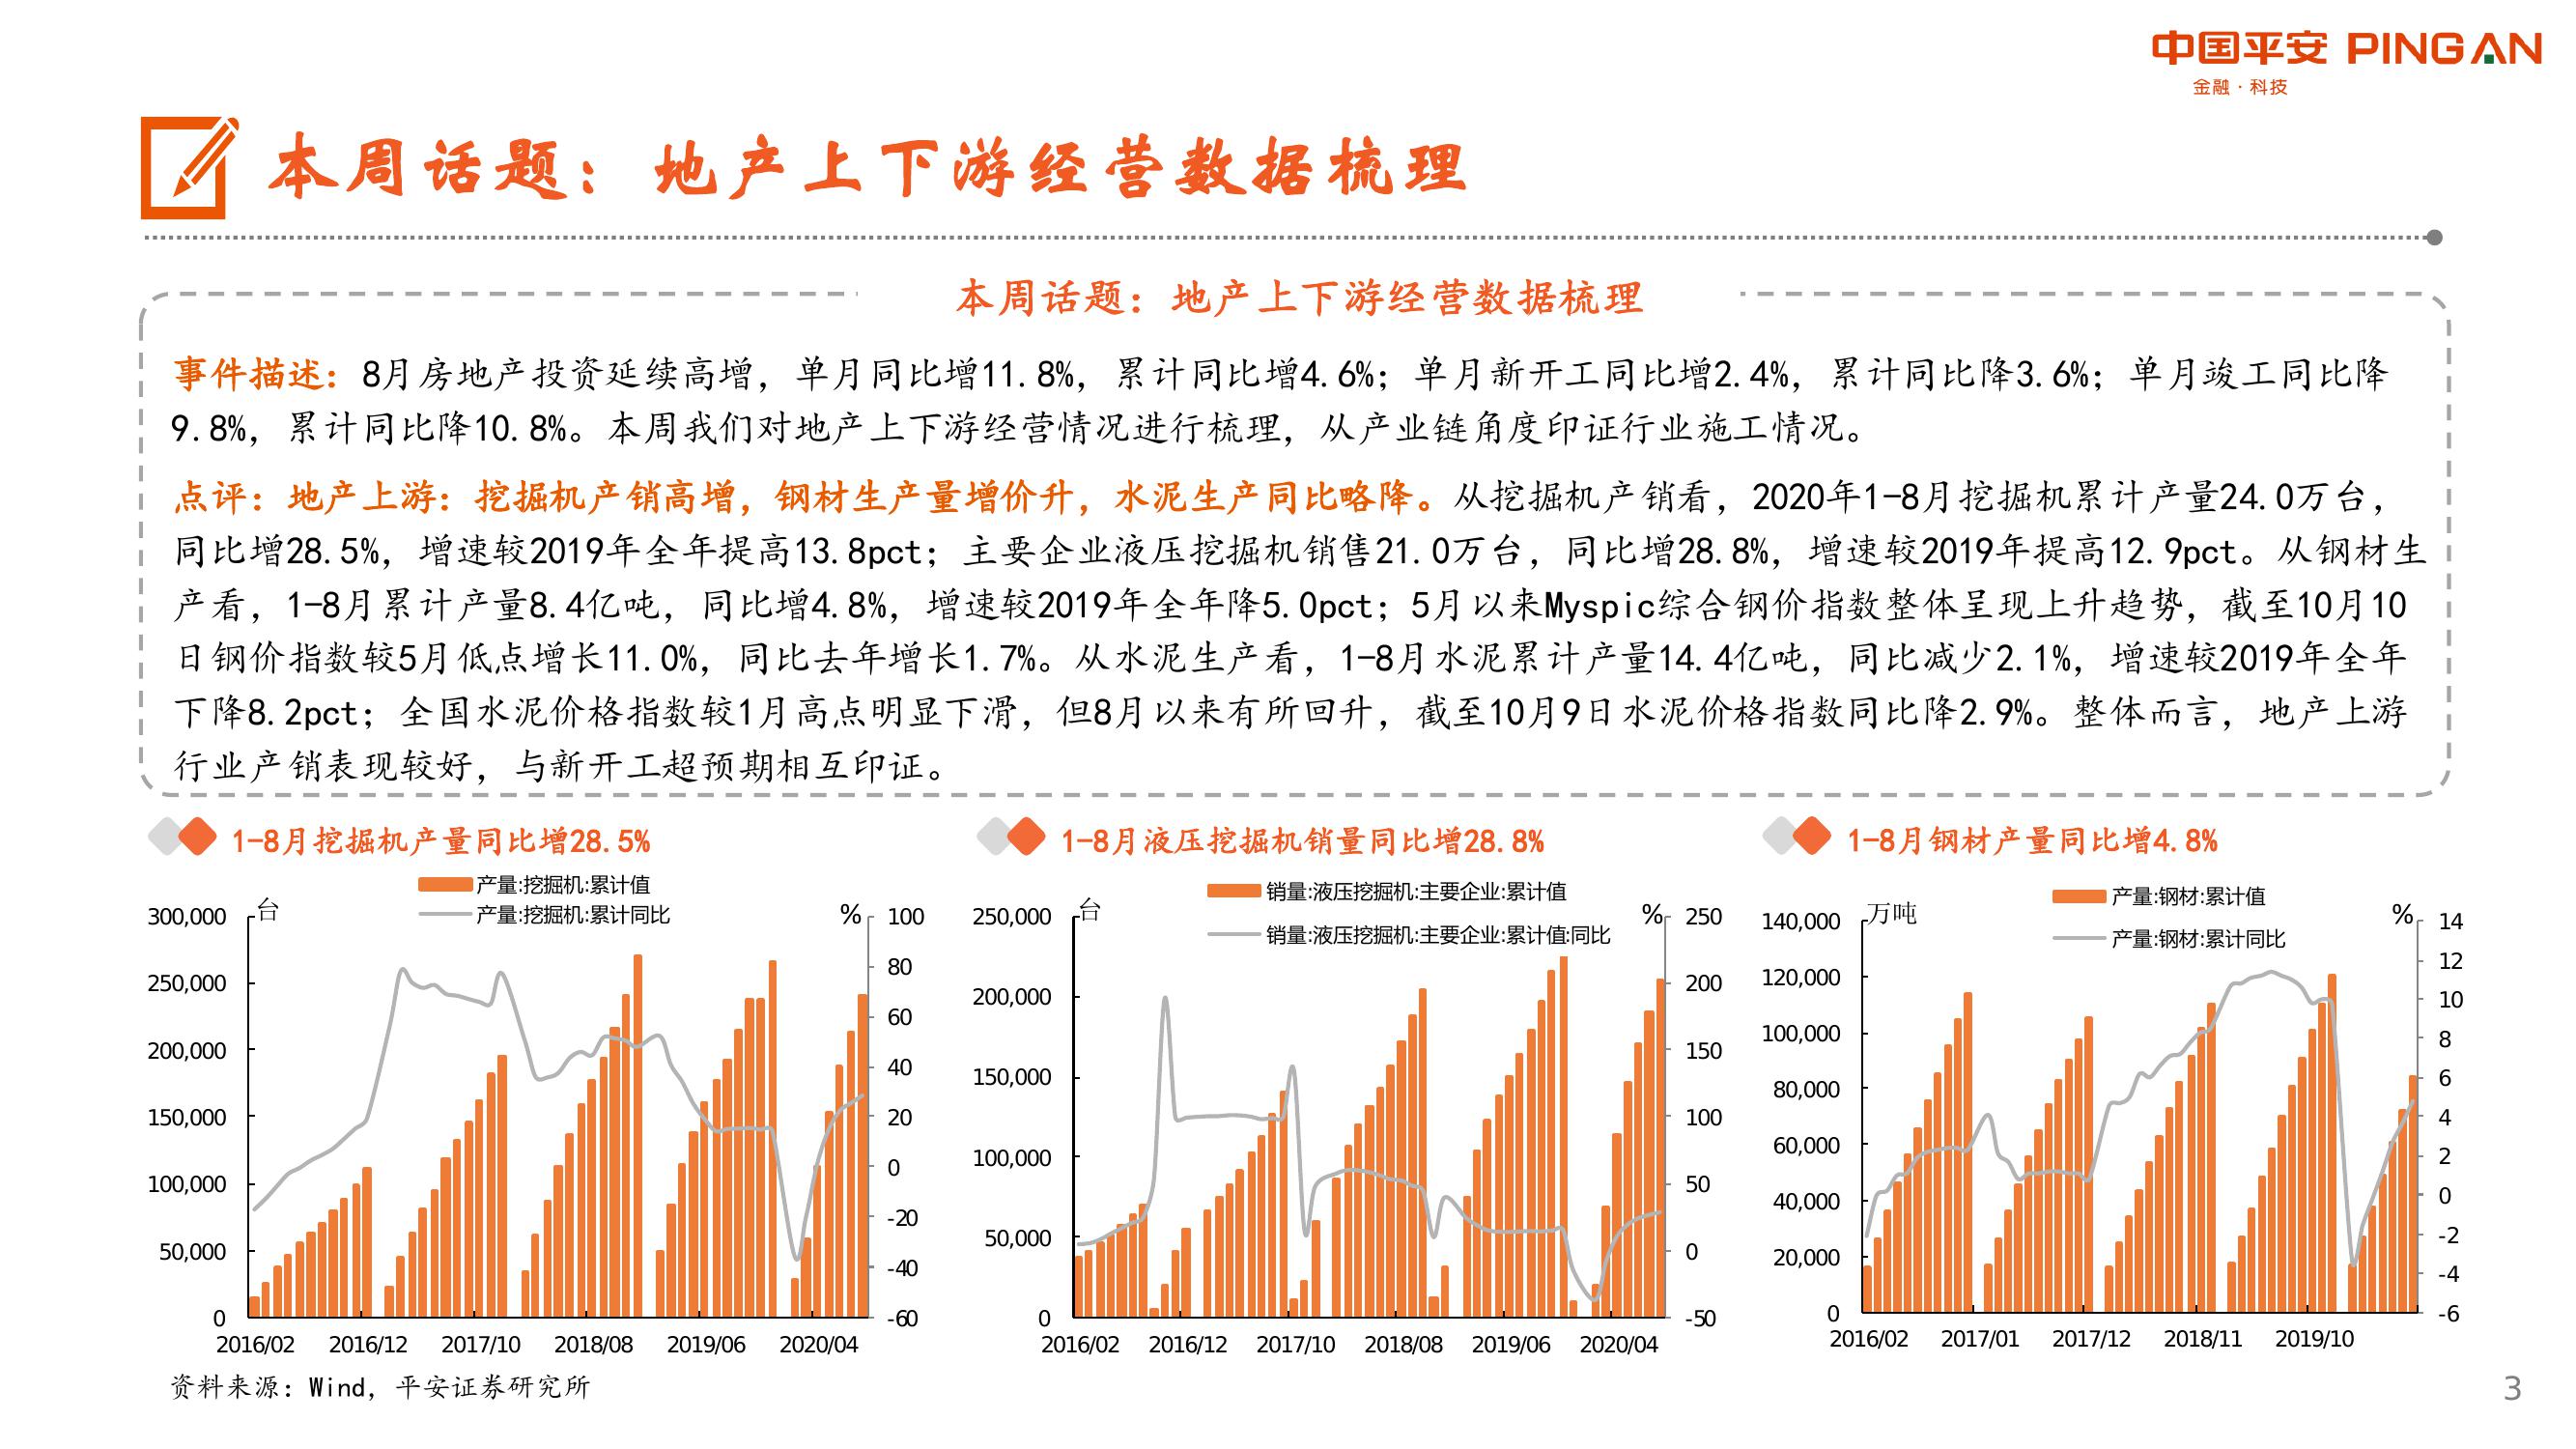 中国平安 PINGAN
金融·科技
本周话题：地产上下游经营数据梳理
本周话题：地产上下游经营数据梳理
事件描述：8月房地产投资延续高增，单月同比增11.8%，累计同比增4.6%；单月新开工同比增2.4%，累计同比降3.6%；单月竣工同比降
9.8%，累计同比降10.8%。本周我们对地产上下游经营情况进行梳理，从产业链角度印证行业施工情况。
点评：地产上游：挖掘机产销高增，钢材生产量增价升，水泥生产同比略降。从挖掘机产销看，2020年1-8月挖掘机累计产量24.0万台，
同比增28.5%，增速较2019年全年提高13.8pct；主要企业液压挖掘机销售21.0万台，同比增28.8%，增速较2019年提高12.9pct。从钢材生
产看，1-8月累计产量8.4亿吨，同比增4.8%，增速较2019年全年降5.0pct；5月以来Myspic综合钢价指数整体呈现上升趋势，截至10月10
日钢价指数较5月低点增长11.0%，同比去年增长1.7%。从水泥生产看，1-8月水泥累计产量14.4亿吨，同比减少2.1%，增速较2019年全年
下降8.2pct；全国水泥价格指数较1月高点明显下滑，但8月以来有所回升，截至10月9日水泥价格指数同比降2.9%。整体而言，地产上游
行业产销表现较好，与新开工超预期相互印证。
1-8月挖掘机产量同比增28.5%
产量:挖掘机:累计值
产量:挖掘机:累计同比
台
%
300,000
250,000
200,000
150,000
100,000
50,000
0
100
80
60
40
20
0
-20
-40
-60
2016/02 2016/12 2017/10 2018/08 2019/06 2020/04
1-8月液压挖掘机销量同比增28.8%
销量:液压挖掘机:主要企业:累计值
销量:液压挖掘机:主要企业:累计值:同比
台
%
250,000
200,000
150,000
100,000
50,000
0
250
200
150
100
50
0
-50
2016/02 2016/12 2017/10 2018/08 2019/06 2020/04
1-8月钢材产量同比增4.8%
产量:钢材:累计值
产量:钢材:累计同比
万吨
%
140,000
120,000
100,000
80,000
60,000
40,000
20,000
0
14
12
10
8
6
4
2
0
-2
-4
-6
2016/02 2017/01 2017/12 2018/11 2019/10
资料来源：Wind，平安证券研究所
3